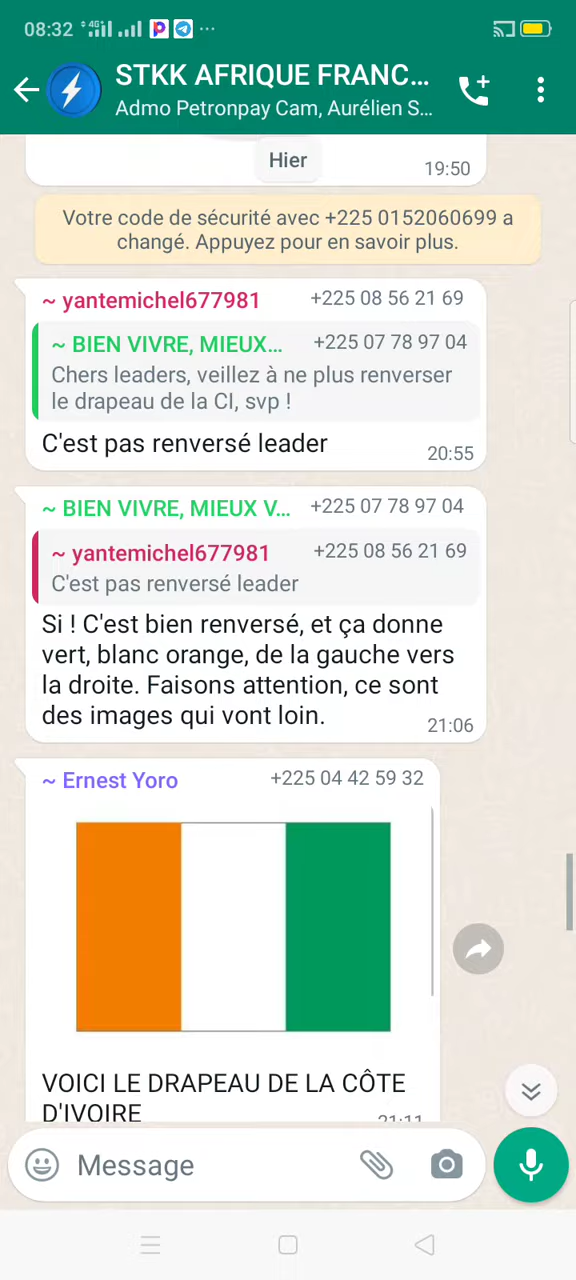 08:32
STKK AFRIQUE FRANC...
Admo Petronpay Cam, Aurélien S...
Hier
19:50
Votre code de sécurité avec +225 0152060699 a
changé. Appuyez pour en savoir plus.
~ yantemichel677981 +225 08 56 21 69
~ BIEN VIVRE, MIEUX... +225 07 78 97 04
Chers leaders, veillez à ne plus renverser
le drapeau de la CI, svp !
C'est pas renversé leader
20:55
~ BIEN VIVRE, MIEUX V... +225 07 78 97 04
~ yantemichel677981 +225 08 56 21 69
C'est pas renversé leader
Si ! C'est bien renversé, et ça donne
vert, blanc orange, de la gauche vers
la droite. Faisons attention, ce sont
des images qui vont loin.
21:06
~ Ernest Yoro +225 04 42 59 32
VOICI LE DRAPEAU DE LA CÔTE
D'IVOIRE
21:11
Message